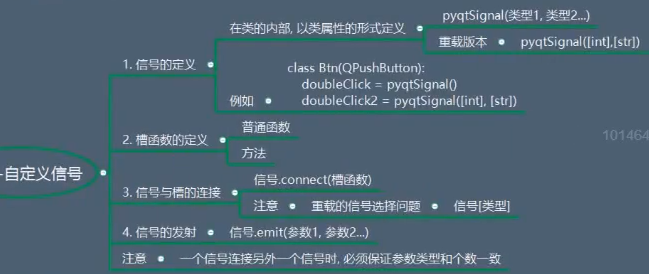 -自定义信号
1. 信号的定义
在类的内部, 以类属性的形式定义
pyqtSignal(类型1, 类型2...)
重载版本
pyqtSignal([int],[str])
例如
class Btn(QPushButton):
doubleClick = pyqtSignal()
doubleClick2 = pyqtSignal([int], [str])
2. 槽函数的定义
普通函数
方法
3. 信号与槽的连接
信号.connect(槽函数)
注意
重载的信号选择问题
信号[类型]
4. 信号的发射
信号.emit(参数1, 参数2...)
注意
一个信号连接另外一个信号时, 必须保证参数类型和个数一致
101464